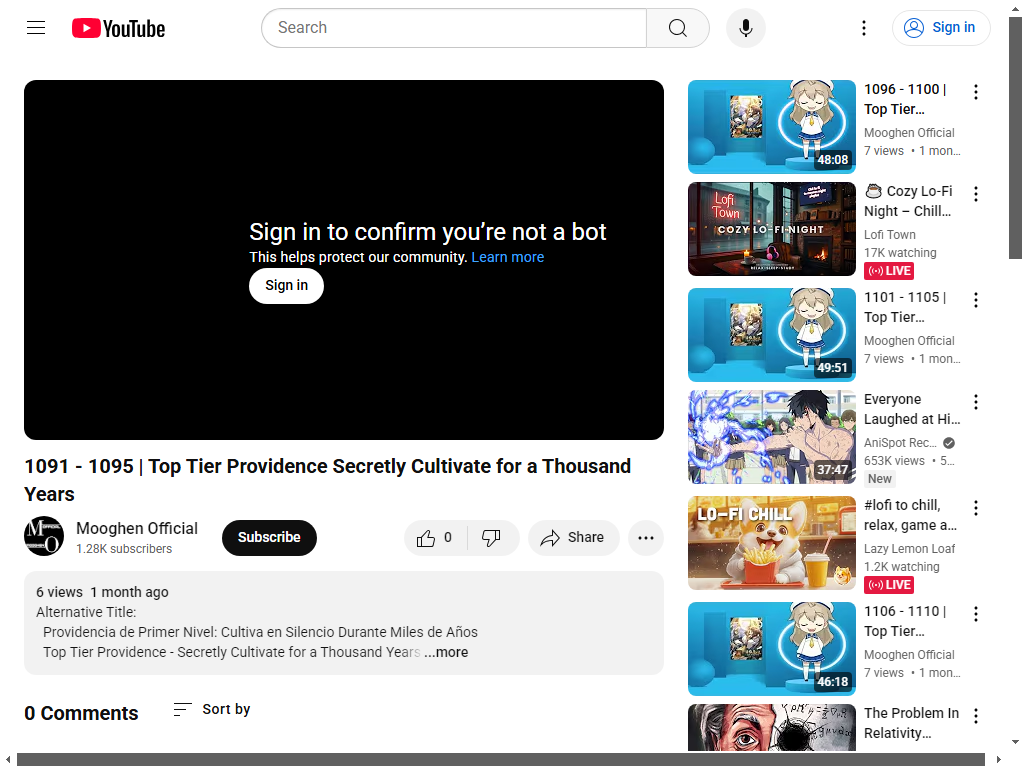 YouTube
Search
Sign in
Sign in to confirm you're not a bot
This helps protect our community. Learn more
Sign in
1091 - 1095 | Top Tier Providence Secretly Cultivate for a Thousand
Years
Mooghen Official
1.28K subscribers
Subscribe
0
Share
6 views 1 month ago
Alternative Title:
Providencia de Primer Nivel: Cultiva en Silencio Durante Miles de Años
Top Tier Providence - Secretly Cultivate for a Thousand Years ...more
0 Comments
Sort by
48:08
1096 - 1100 |
Top Tier...
Mooghen Official
7 views • 1 mon...
Lofi
Town
COZY LO-FI NIGHT
☕ Cozy Lo-Fi
Night – Chill...
Lofi Town
17K watching
LIVE
49:51
1101 - 1105 |
Top Tier...
Mooghen Official
7 views • 1 mon...
37:47
Everyone
Laughed at Hi...
AniSpot Rec...
653K views • 5...
New
LO-FI CHILL
#lofi to chill,
relax, game a...
Lazy Lemon Loaf
1.2K watching
LIVE
46:18
1106 - 1110 |
Top Tier...
Mooghen Official
7 views • 1 mon...
The Problem In
Relativity...